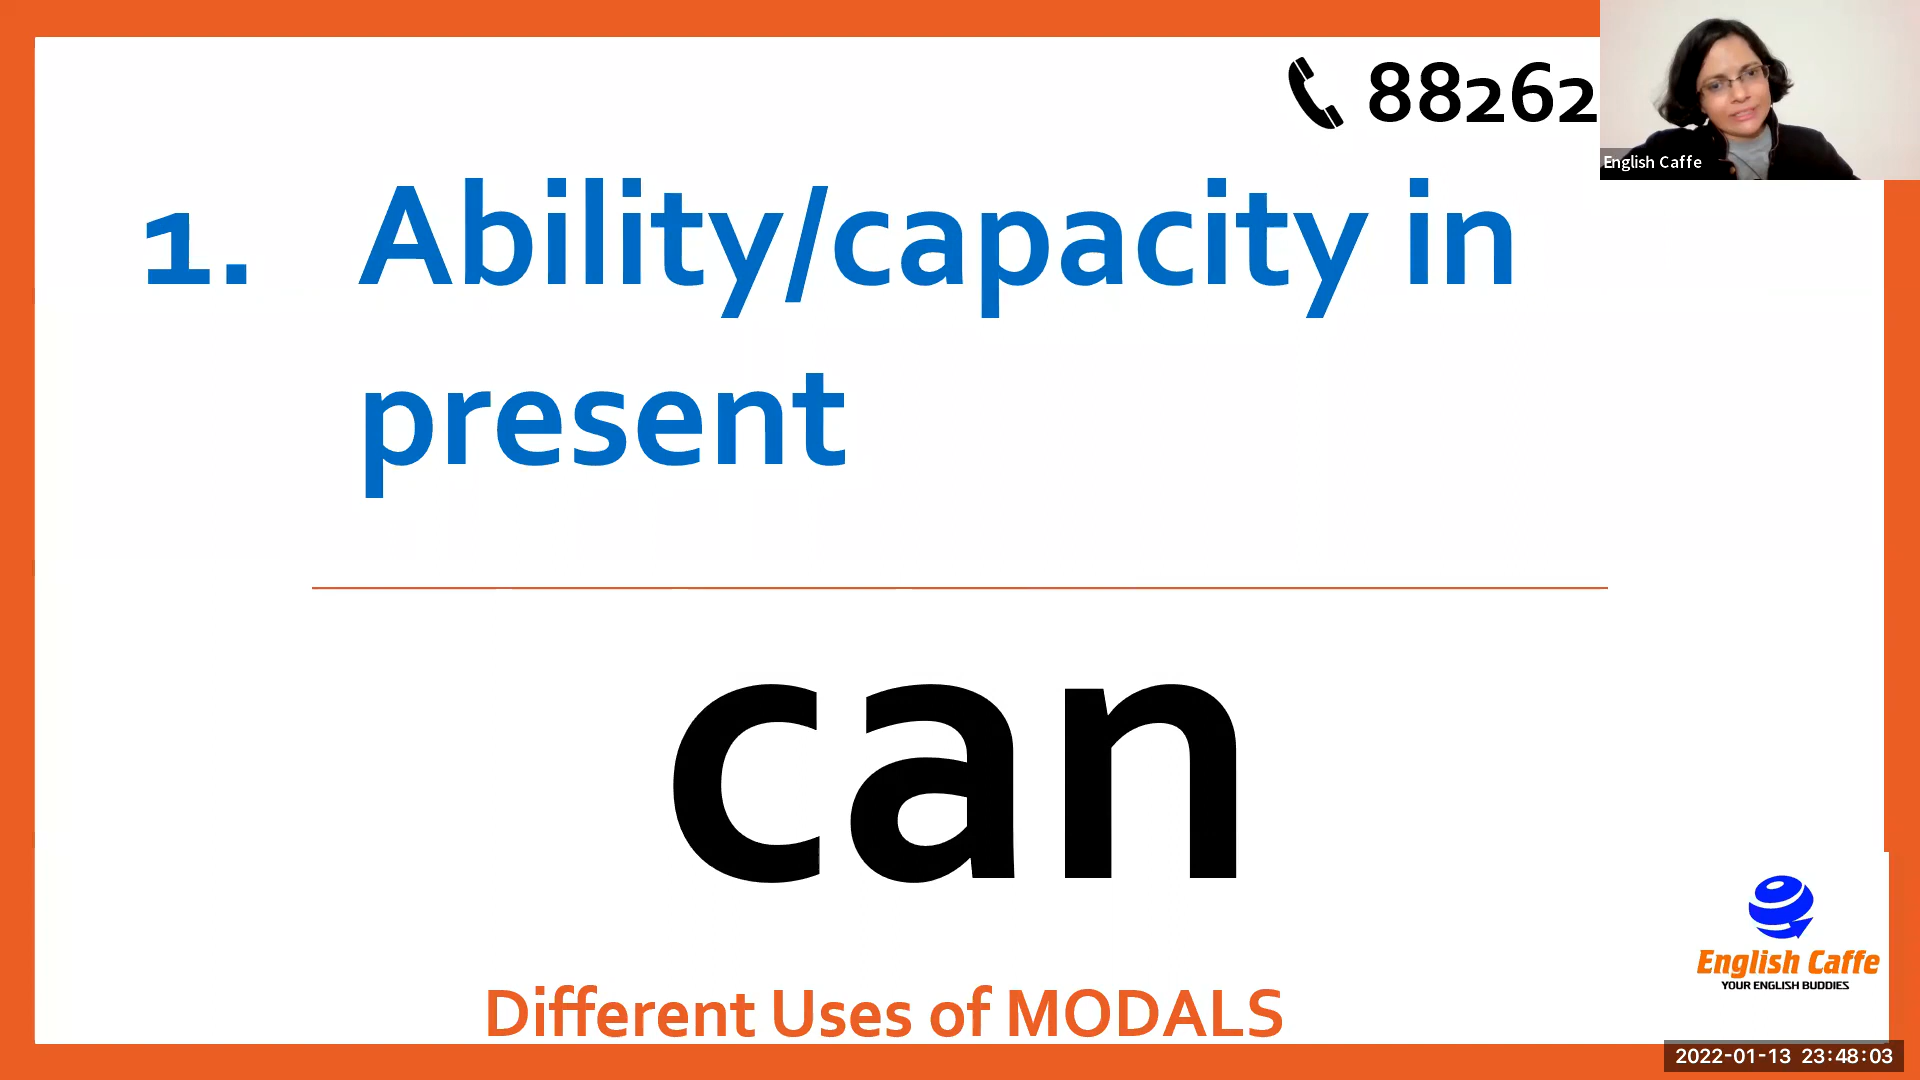 88262
English Caffe
1. Ability/capacity in
present
can
English Caffe
YOUR ENGLISH BUDDIES
Different Uses of MODALS
2022-01-13 23:48:03